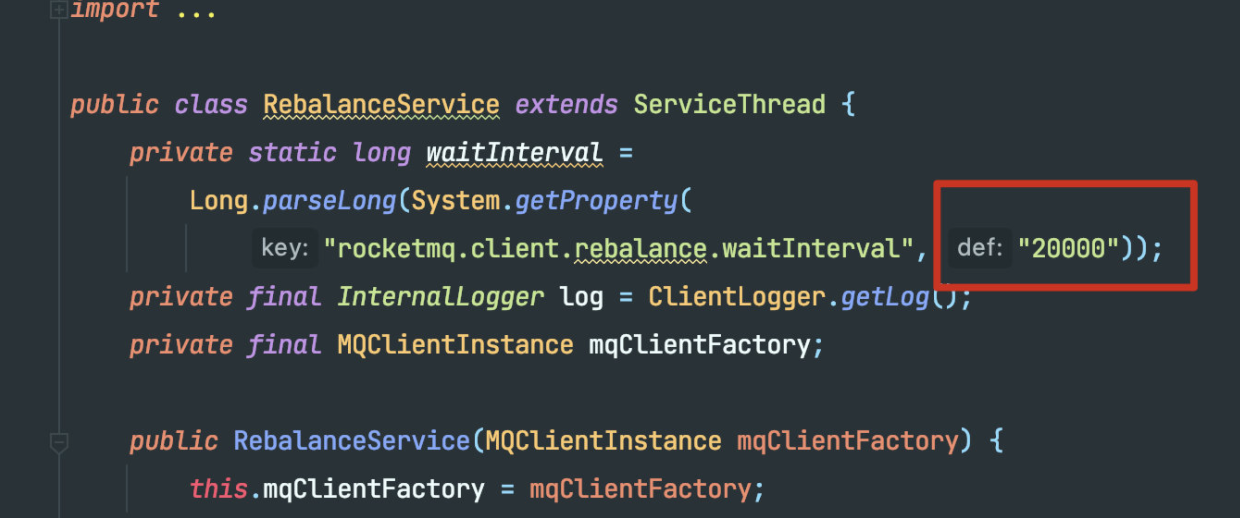 import ...
public class RebalanceService extends ServiceThread {
private static long waitInterval =
Long.parseLong(System.getProperty(
key: "rocketmq.client.rebalance.waitInterval", def: "20000"));
private final InternalLogger log = ClientLogger.getLog();
private final MQClientInstance mqClientFactory;
public RebalanceService(MQClientInstance mqClientFactory) {
this.mqClientFactory = mqClientFactory;